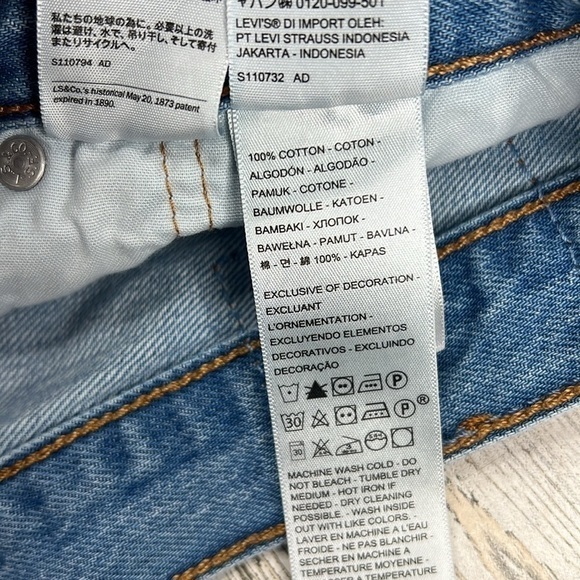 私たちの地球の為に。必要以上の洗
濯は避け、水で、吊り干し、そして寄付
またはリサイクル。
S110794 AD
LS&Co.'s historical May 20, 1873 patent
expired in 1890.
0120-099-501
LEVI'S® DI IMPORT OLEH:
PT LEVI STRAUSS INDONESIA
JAKARTA - INDONESIA
S110732 AD
100% COTTON - COTON -
ALGODÓN - ALGODÃO -
PAMUK - COTONE -
BAUMWOLLE - KATOEN -
BAMBAKI - ХЛОПОК -
BAWEŁNA - PAMUT - BAVLNA -
棉 - 면 - 綿 100% - KAPAS
EXCLUSIVE OF DECORATION -
EXCLUANT
L'ORNEMENTATION -
EXCLUYENDO ELEMENTOS
DECORATIVOS - EXCLUINDO
DECORAÇÃO
P
30 P ®
30
MACHINE WASH COLD - DO
NOT BLEACH - TUMBLE DRY
MEDIUM - HOT IRON IF
NEEDED - DRY CLEANING
POSSIBLE. - WASH INSIDE
OUT WITH LIKE COLORS. -
LAVER EN MACHINE A L'EAU
FROIDE - NE PAS BLANCHIR -
SECHER EN MACHINE A
TEMPERATURE MOYENNE -